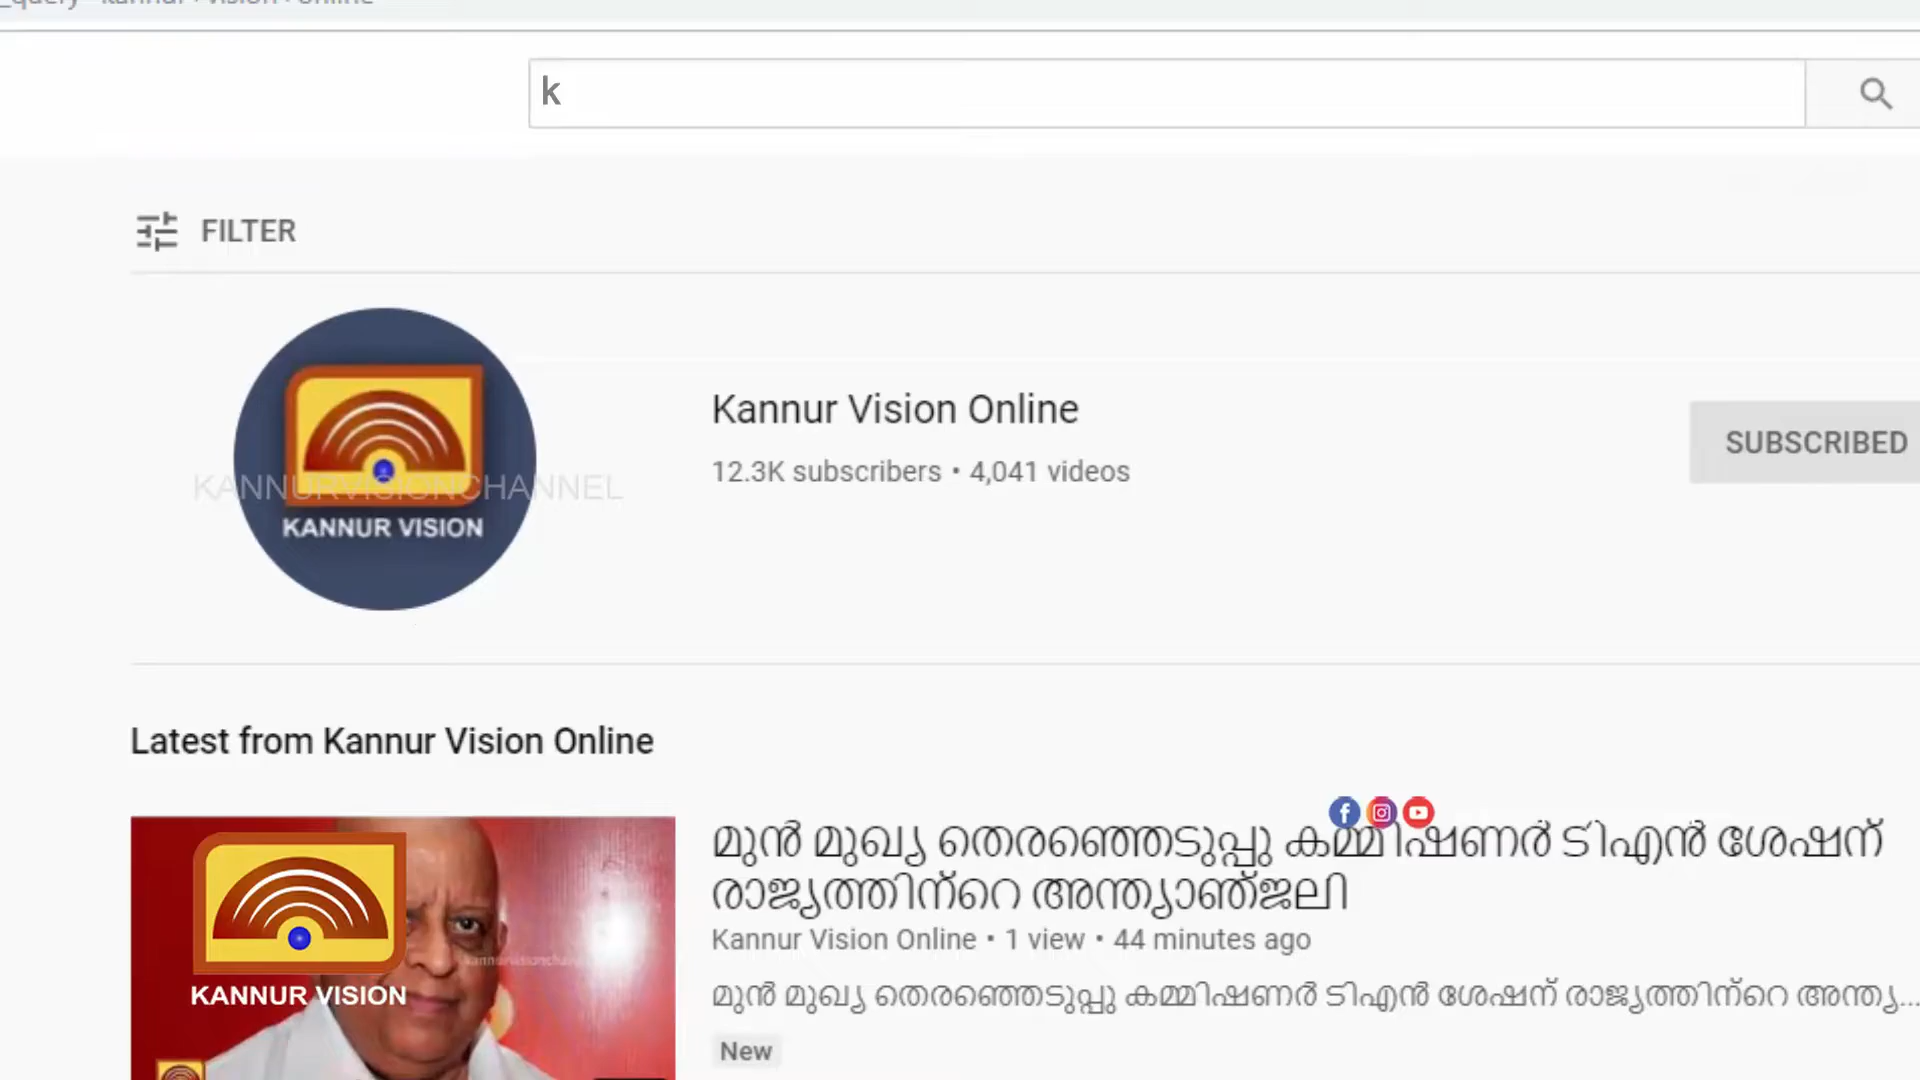 k
FILTER
KANNUR VISION
KANNURVISIONCHANNEL
Kannur Vision Online
12.3K subscribers • 4,041 videos
SUBSCRIBED
Latest from Kannur Vision Online
KANNUR VISION
മുൻ മുഖ്യ തെരഞ്ഞെടുപ്പു കമ്മിഷണർ ടിഎൻ ശേഷന്
രാജ്യത്തിന്റെ അന്ത്യാഞ്ജലി
Kannur Vision Online • 1 view • 44 minutes ago
മുൻ മുഖ്യ തെരഞ്ഞെടുപ്പു കമ്മിഷണർ ടിഎൻ ശേഷന് രാജ്യത്തിന്റെ അന്ത്യ...
New